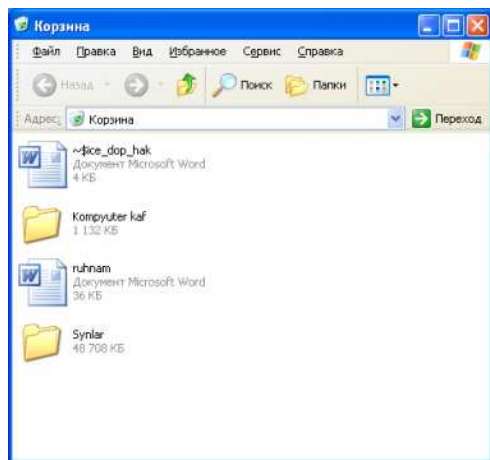 Корзина
Файл Правка Вид Избранное Сервис Справка
Назад Поиск Папки
Адрес: Корзина Переход
~$ice_dop_hak
Документ Microsoft Word
4 КБ
Kompyuter kaf
1 132 КБ
ruhnam
Документ Microsoft Word
36 КБ
Synlar
48 708 КБ